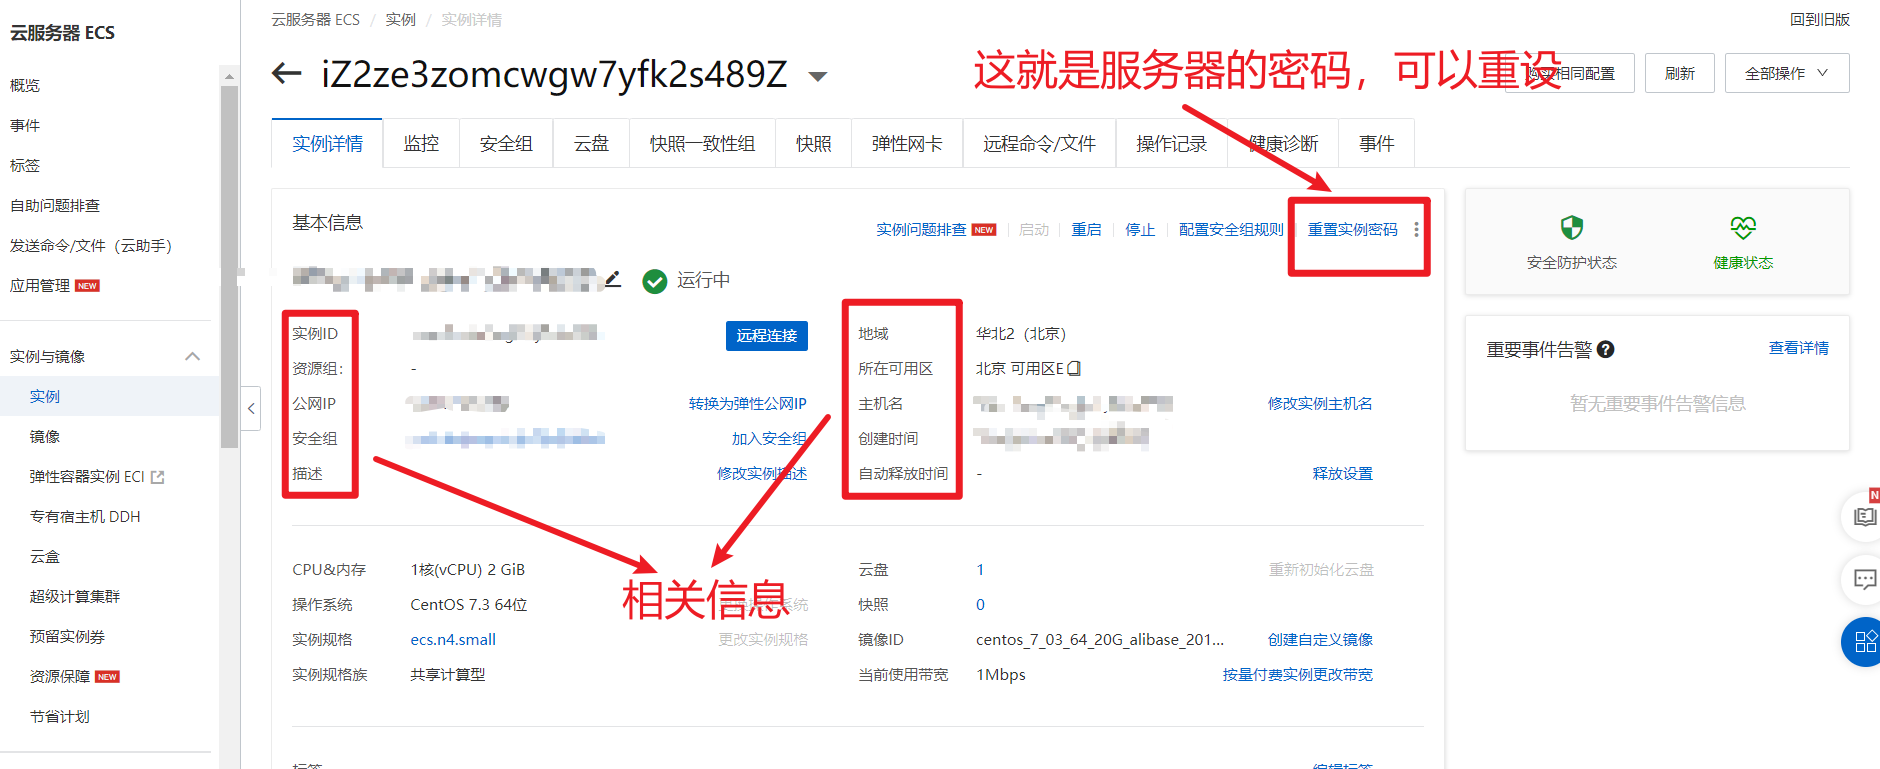 云服务器 ECS
概览
事件
标签
自助问题排查
发送命令/文件（云助手）
应用管理 NEW
实例与镜像
实例
镜像
弹性容器实例 ECI
专有宿主机 DDH
云盒
超级计算集群
预留实例券
资源保障 NEW
节省计划
云服务器 ECS / 实例 / 实例详情
回到旧版
iZ2ze3zomcwgw7yfk2s489Z
这就是服务器的密码，可以重设
购买相同配置 刷新 全部操作
实例详情 监控 安全组 云盘 快照一致性组 快照 弹性网卡 远程命令/文件 操作记录 健康诊断 事件
基本信息
实例问题排查 NEW 启动 重启 停止 配置安全组规则 重置实例密码
运行中
实例ID 远程连接 地域 华北2（北京）
资源组: - 所在可用区 北京 可用区E
公网IP 转换为弹性公网IP 主机名 修改实例主机名
安全组 加入安全组 创建时间
描述 修改实例描述 自动释放时间 - 释放设置
相关信息
CPU&内存 1核(vCPU) 2 GiB 云盘 1 重新初始化云盘
操作系统 CentOS 7.3 64位 更换操作系统 快照 0
实例规格 ecs.n4.small 更改实例规格 镜像ID centos_7_03_64_20G_alibase_201... 创建自定义镜像
实例规格族 共享计算型 当前使用带宽 1Mbps 按量付费实例更改带宽
标签 编辑标签
安全防护状态 健康状态
重要事件告警 查看详情
暂无重要事件告警信息
N